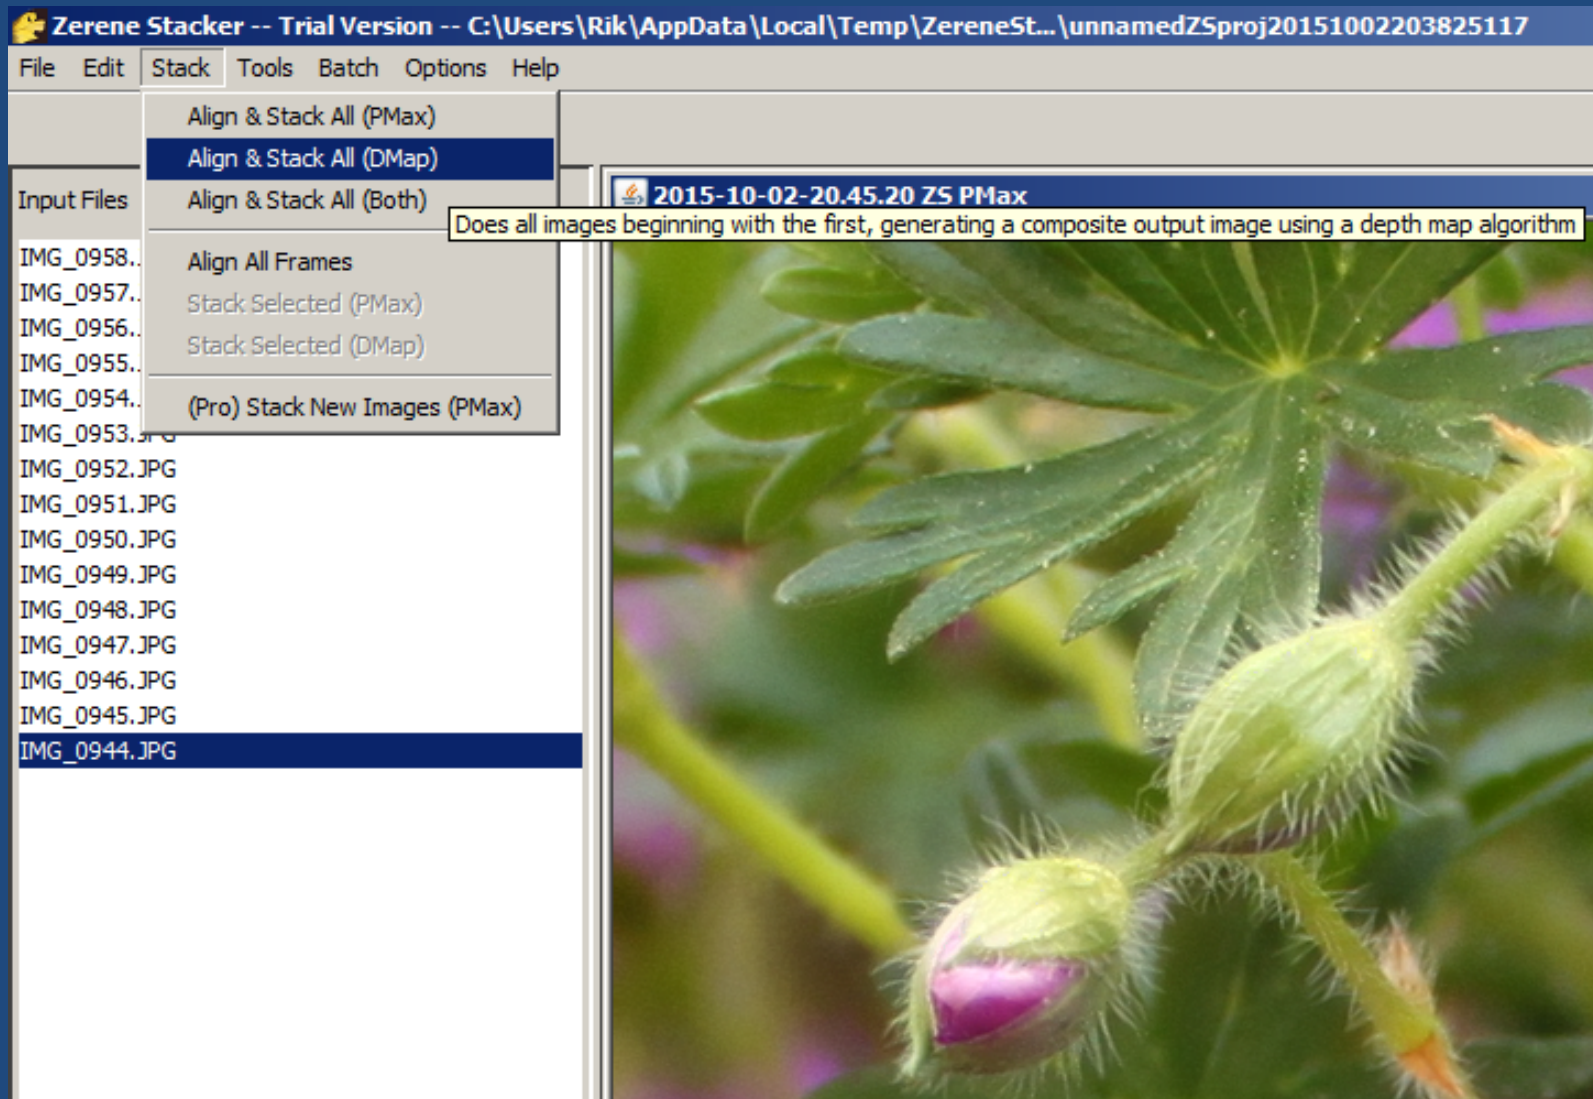 Zerene Stacker -- Trial Version -- C:\Users\Rik\AppData\Local\Temp\ZereneSt...\unnamedZSproj20151002203825117
File Edit Stack Tools Batch Options Help
Align & Stack All (PMax)
Align & Stack All (DMap)
Align & Stack All (Both)
Align All Frames
Stack Selected (PMax)
Stack Selected (DMap)
(Pro) Stack New Images (PMax)
Input Files
2015-10-02-20.45.20 ZS PMax
Does all images beginning with the first, generating a composite output image using a depth map algorithm
IMG_0958..
IMG_0957..
IMG_0956..
IMG_0955..
IMG_0954..
IMG_0953.JPG
IMG_0952.JPG
IMG_0951.JPG
IMG_0950.JPG
IMG_0949.JPG
IMG_0948.JPG
IMG_0947.JPG
IMG_0946.JPG
IMG_0945.JPG
IMG_0944.JPG